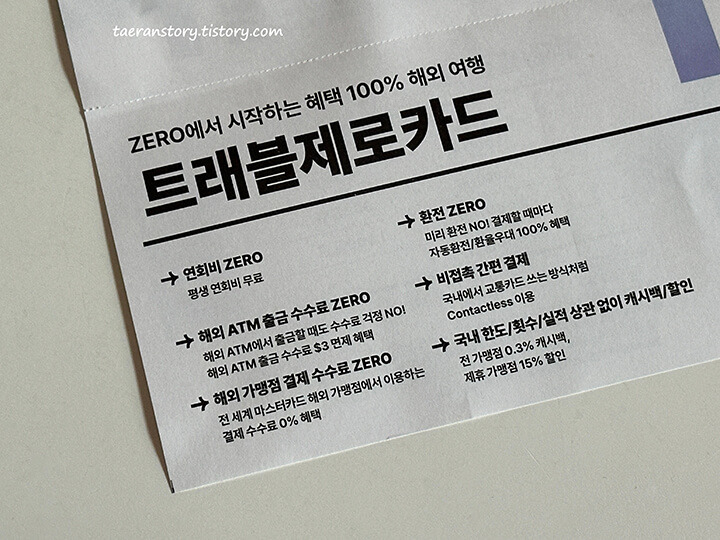 taeranstory.tistory.com
ZERO에서 시작하는 혜택 100% 해외 여행
트래블제로카드
연회비 ZERO
평생 연회비 무료
해외 ATM 출금 수수료 ZERO
해외 ATM에서 출금할 때도 수수료 걱정 NO!
해외 ATM 출금 수수료 $3 면제 혜택
해외 가맹점 결제 수수료 ZERO
전 세계 마스터카드 해외 가맹점에서 이용하는
결제 수수료 0% 혜택
환전 ZERO
미리 환전 NO! 결제할 때마다
자동환전/환율우대 100% 혜택
비접촉 간편 결제
국내에서 교통카드 쓰는 방식처럼
Contactless 이용
국내 한도/횟수/실적 상관 없이 캐시백/할인
전 가맹점 0.3% 캐시백,
제휴 가맹점 15% 할인